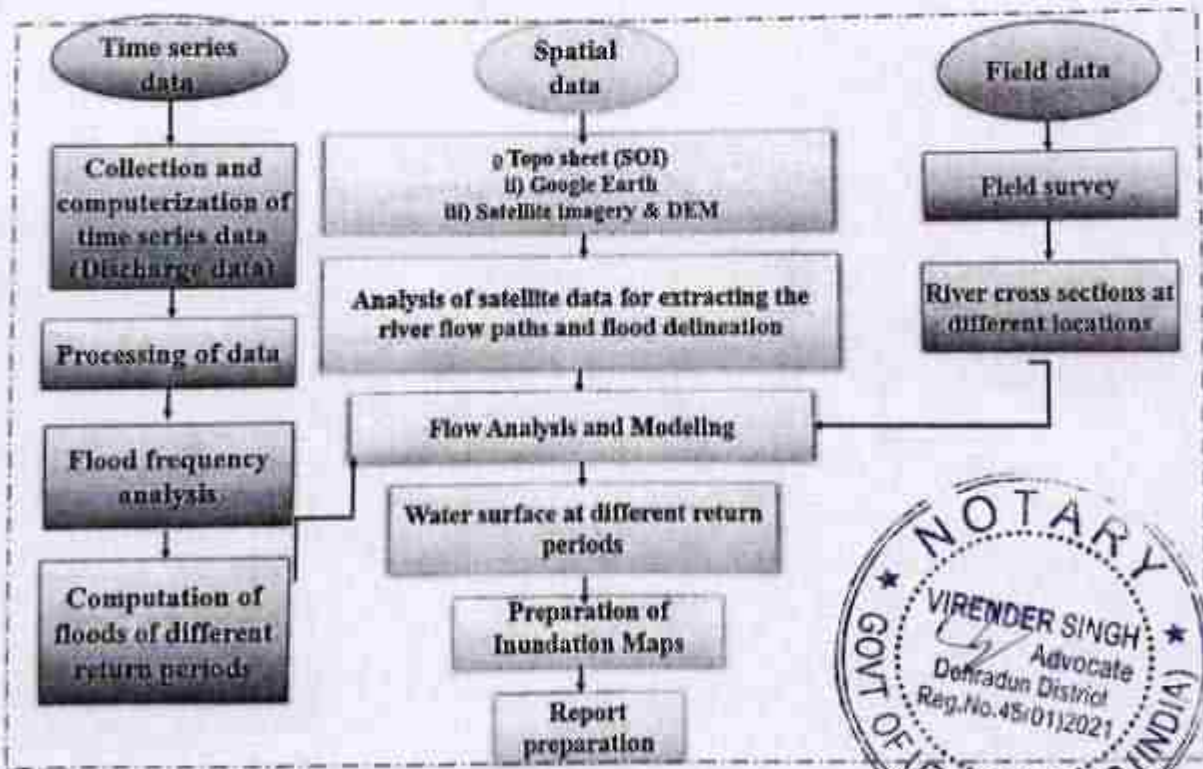 Time series
data
Collection and
computerization of
time series data
(Discharge data)
Processing of data
Flood frequency
analysis
Computation of
floods of different
return periods
Spatial
data
i) Topo sheet (SOI)
ii) Google Earth
iii) Satellite imagery & DEM
Analysis of satellite data for extracting the
river flow paths and flood delineation
Flow Analysis and Modeling
Water surface at different return
periods
Preparation of
Inundation Maps
Report
preparation
Field data
Field survey
River cross sections at
different locations
NOTARY
VIRENDER SINGH
Advocate
Dehradun District
Reg.No.45(01)2021
GOVT OF
INDIA)